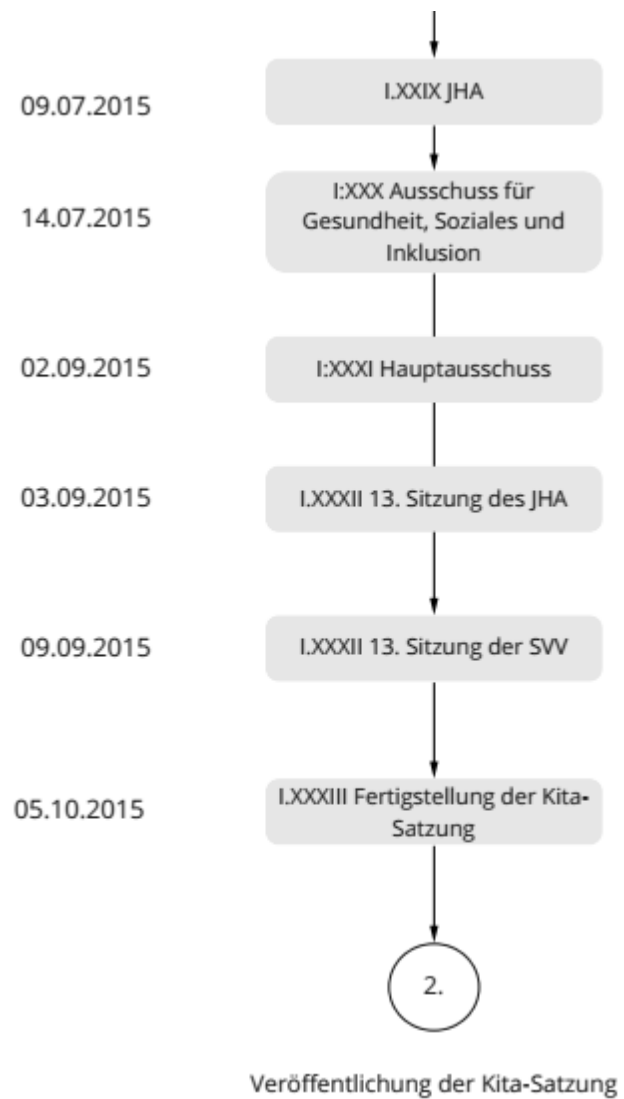 09.07.2015
I.XXIX JHA
14.07.2015
I:XXX Ausschuss für
Gesundheit, Soziales und
Inklusion
02.09.2015
I:XXXI Hauptausschuss
03.09.2015
I.XXXII 13. Sitzung des JHA
09.09.2015
I.XXXII 13. Sitzung der SVV
05.10.2015
I.XXXIII Fertigstellung der Kita-
Satzung
2.
Veröffentlichung der Kita-Satzung